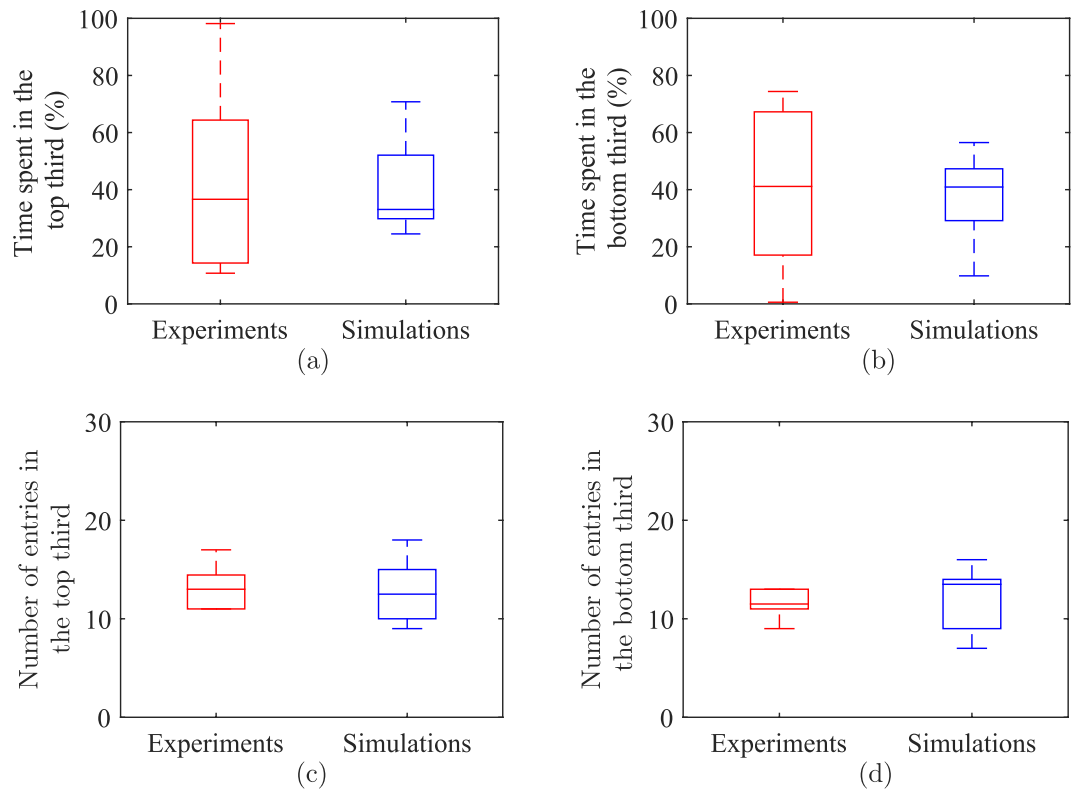 Time spent in the
top third (%)
100
80
60
40
20
0
Experiments
Simulations
(a)
Time spent in the
bottom third (%)
100
80
60
40
20
0
Experiments
Simulations
(b)
Number of entries in
the top third
30
20
10
0
Experiments
Simulations
(c)
Number of entries in
the bottom third
30
20
10
0
Experiments
Simulations
(d)